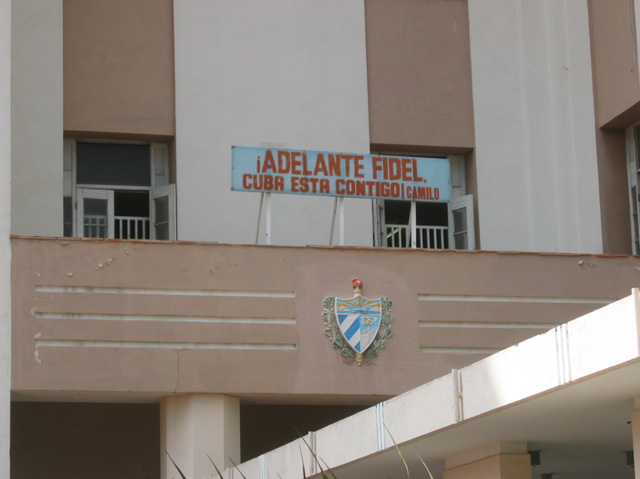 ¡ADELANTE FIDEL.
CUBA ESTA CONTIGO! CAMILO